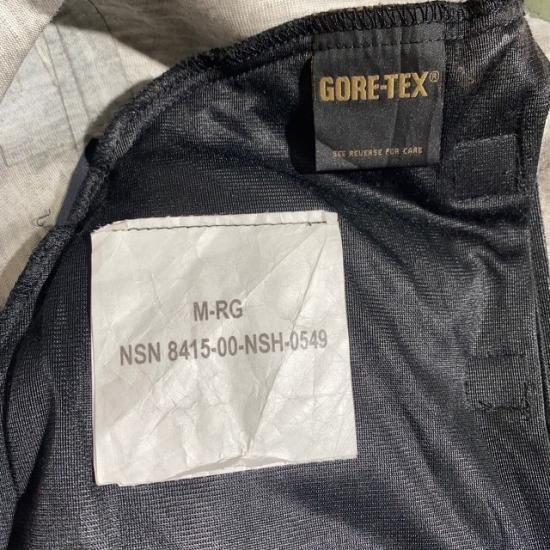 GORE-TEX®
SEE REVERSE FOR CARE
M-RG
NSN 8415-00-NSH-0549